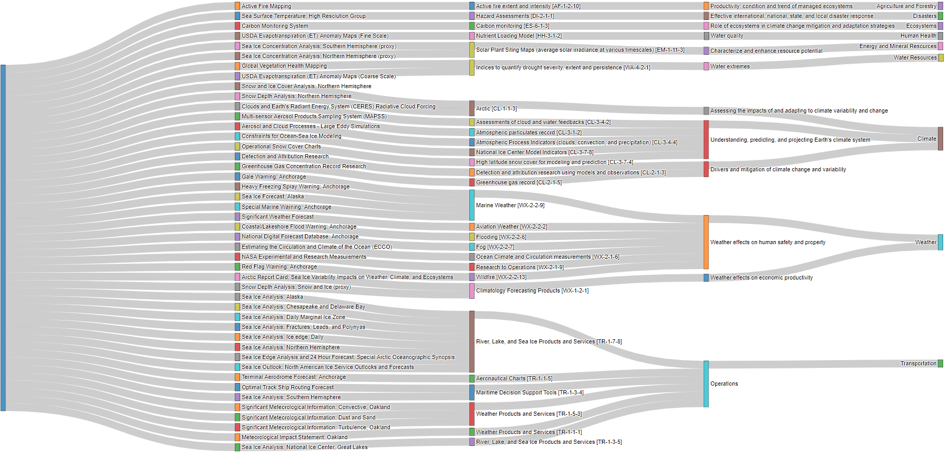 Active Fire Mapping
Sea Surface Temperature: High Resolution Group
Carbon Monitoring System
USDA Evapotranspiration (ET) Anomaly Maps (Fine Scale)
Sea Ice Concentration Analysis: Southern Hemisphere (proxy)
Sea Ice Concentration Analysis: Northern Hemisphere (proxy)
Global Vegetation Health Mapping
USDA Evapotranspiration (ET) Anomaly Maps (Coarse Scale)
Snow and Ice Cover Analysis: Northern Hemisphere
Snow Depth Analysis: Northern Hemisphere
Clouds and Earth's Radiant Energy System (CERES) Radiative Cloud Forcing
Multi-sensor Aerosol Products Sampling System (MAPSS)
Aerosol and Cloud Processes - Large Eddy Simulations
Constraints for Ocean-Sea Ice Modeling
Operational Snow Cover Charts
Detection and Attribution Research
Greenhouse Gas Concentration Record Research
Gale Warning: Anchorage
Heavy Freezing Spray Warning: Anchorage
Sea Ice Forecast: Alaska
Special Marine Warning: Anchorage
Significant Weather Forecast
Coastal/Lakeshore Flood Warning: Anchorage
National Digital Forecast Database: Anchorage
Estimating the Circulation and Climate of the Ocean (ECCO)
NASA Experimental and Research Measurements
Red Flag Warning: Anchorage
Arctic Report Card: Sea Ice Variability Impacts on Weather, Climate, and Ecosystems
Snow Depth Analysis: Snow and Ice (proxy)
Sea Ice Analysis: Alaska
Sea Ice Analysis: Chesapeake and Delaware Bay
Sea Ice Analysis: Daily Marginal Ice Zone
Sea Ice Analysis: Fractures, Leads, and Polynyas
Sea Ice Analysis: Ice edge: Daily
Sea Ice Analysis: Northern Hemisphere
Sea Ice Edge Analysis and 24 Hour Forecast: Special Arctic Oceanographic Synopsis
Sea Ice Outlook: North American Ice Service Outlooks and Forecasts
Terminal Aerodrome Forecast: Anchorage
Optimal Track Ship Routing Forecast
Sea Ice Analysis: Southern Hemisphere
Significant Meteorological Information: Convective: Oakland
Significant Meteorological Information: Dust and Sand
Significant Meteorological Information: Turbulence: Oakland
Meteorological Impact Statement: Oakland
Sea Ice Analysis: National Ice Center, Great Lakes
Active fire extent and intensity [AF-1-2-10]
Hazard Assessments [DI-2-1-1]
Carbon monitoring [ES-6-1-3]
Nutrient Loading Model [HH-3-1-2]
Solar Plant Siting Maps (average solar irradiance at various timescales) [EM-1-11-3]
Indices to quantify drought severity, extent and persistence [WA-4-2-1]
Arctic [CL-1-1-3]
Assessments of cloud and water feedbacks [CL-3-4-2]
Atmospheric particulates record [CL-3-1-2]
Atmospheric Process Indicators (clouds, convection, and precipitation) [CL-3-4-4]
National Ice Center Model Indicators [CL-3-7-8]
High latitude snow cover for modeling and prediction [CL-3-7-4]
Detection and attribution research using models and observations [CL-2-1-3]
Greenhouse gas record [CL-2-1-5]
Marine Weather [WX-2-2-9]
Aviation Weather [WX-2-2-2]
Flooding [WX-2-2-6]
Fog [WX-2-2-7]
Ocean Climate and Circulation measurements [WX-2-1-6]
Research to Operations [WX-2-1-9]
Wildfire [WX-2-2-13]
Climatology Forecasting Products [WX-1-2-1]
River, Lake, and Sea Ice Products and Services [TR-1-7-5]
Aeronautical Charts [TR-1-1-5]
Maritime Decision Support Tools [TR-1-3-4]
Weather Products and Services [TR-1-5-3]
Weather Products and Services [TR-1-1-1]
River, Lake, and Sea Ice Products and Services [TR-1-3-5]
Productivity: condition and trend of managed ecosystems
Effective international, national, state, and local disaster response
Role of ecosystems in climate change mitigation and adaptation strategies
Water quality
Characterize and enhance resource potential
Water extremes
Assessing the impacts of and adapting to climate variability and change
Understanding, predicting, and projecting Earth's climate system
Drivers and mitigation of climate change and variability
Weather effects on human safety and property
Weather effects on economic productivity
Operations
Agriculture and Forestry
Disasters
Ecosystems
Human Health
Energy and Mineral Resources
Water Resources
Climate
Weather
Transportation